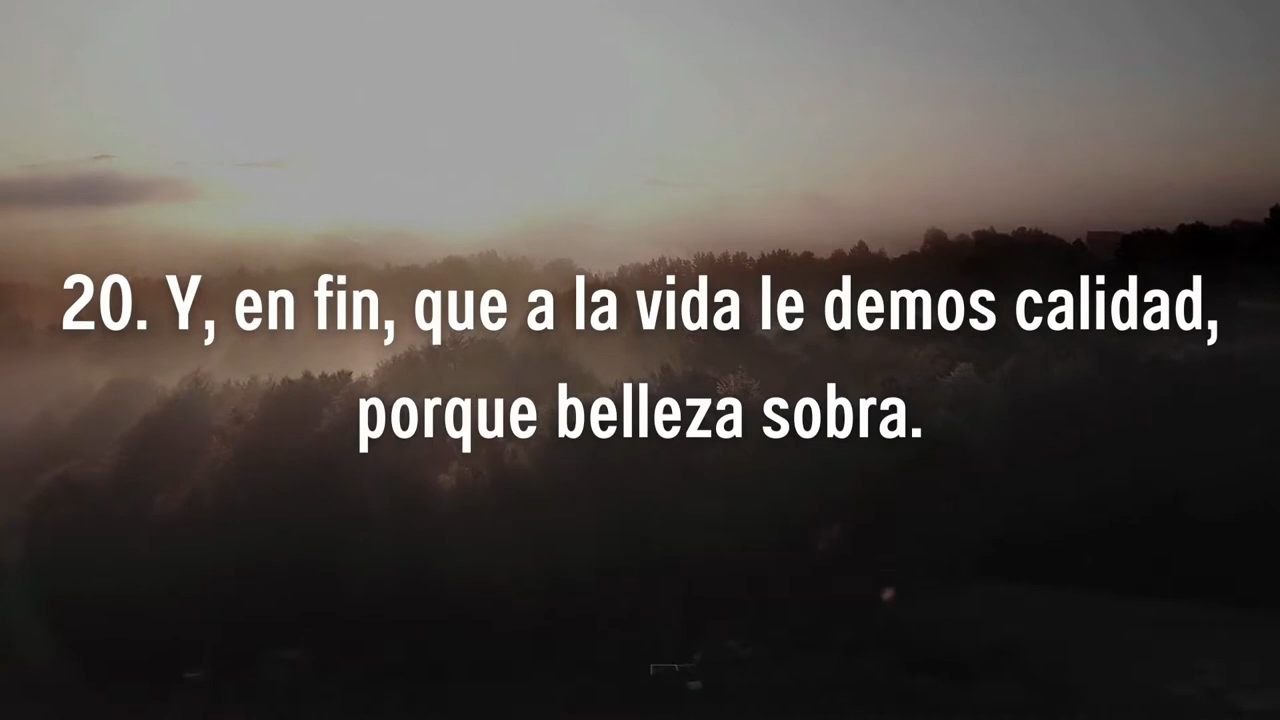 20. Y, en fin, que a la vida le demos calidad,
porque belleza sobra.